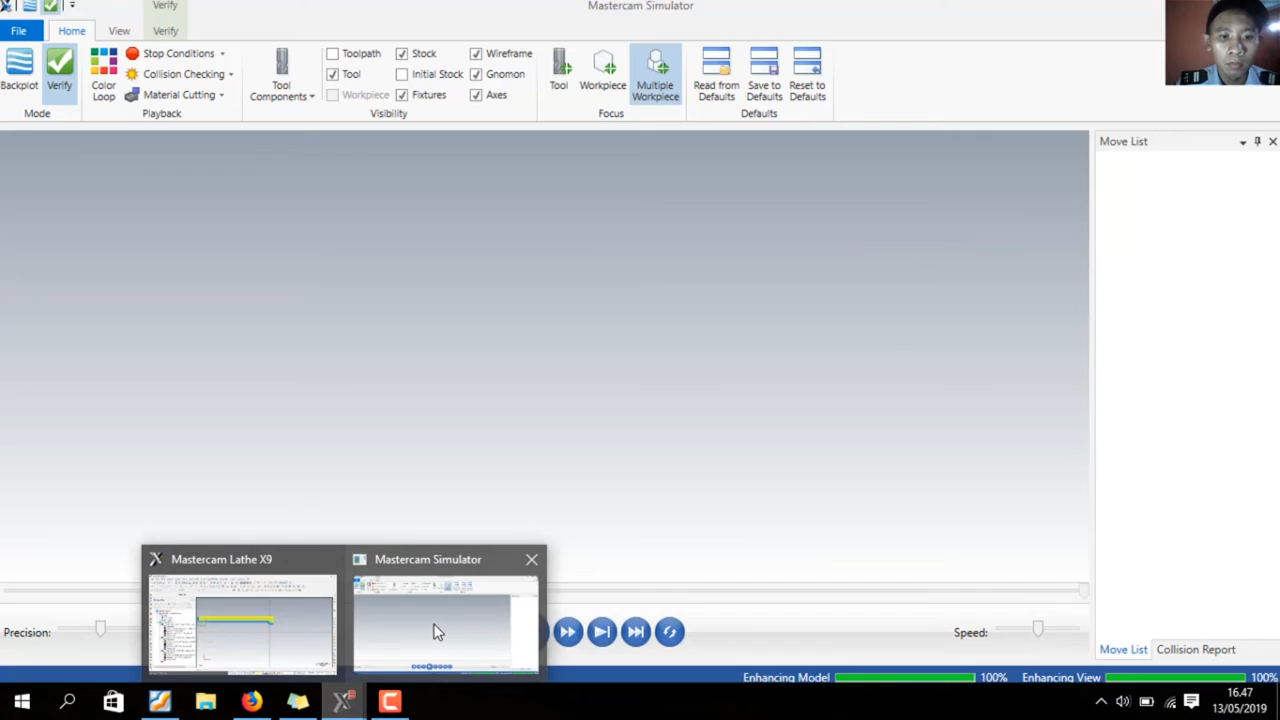 Verify
Mastercam Simulator
File
Home
View
Verify
Backplot
Verify
Mode
Color Loop
Stop Conditions
Collision Checking
Material Cutting
Playback
Tool Components
Toolpath
Stock
Wireframe
Tool
Initial Stock
Gnomon
Workpiece
Fixtures
Axes
Visibility
Tool
Workpiece
Multiple Workpiece
Focus
Read from Defaults
Save to Defaults
Reset to Defaults
Defaults
Move List
Mastercam Lathe X9
Mastercam Simulator
Precision:
Speed:
Move List
Collision Report
Enhancing Model
100%
Enhancing View
100%
16.47
13/05/2019